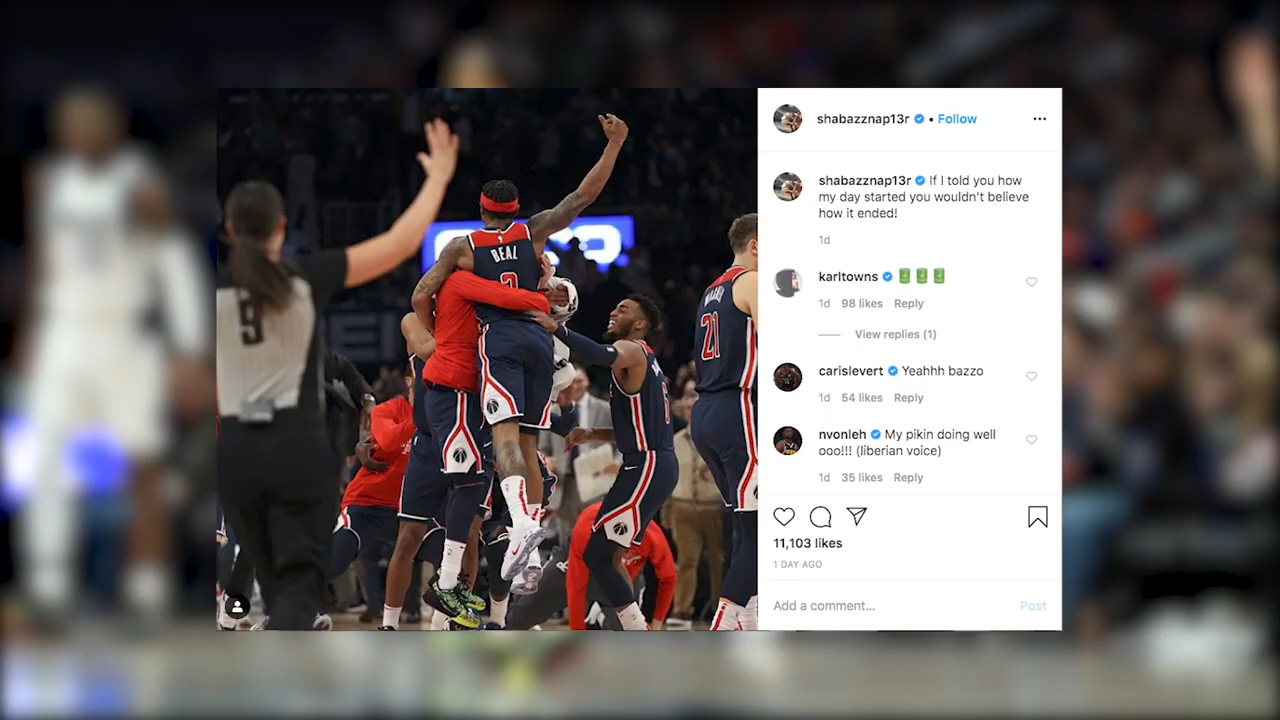 shabazznap13r • Follow
shabazznap13r If I told you how
my day started you wouldn't believe
how it ended!
1d
karltowns
1d 98 likes Reply
View replies (1)
carislevert Yeahhh bazzo
1d 54 likes Reply
nvonleh My pikin doing well
ooo!!! (liberian voice)
1d 35 likes Reply
11,103 likes
1 DAY AGO
Add a comment... Post
BEAL
9
21